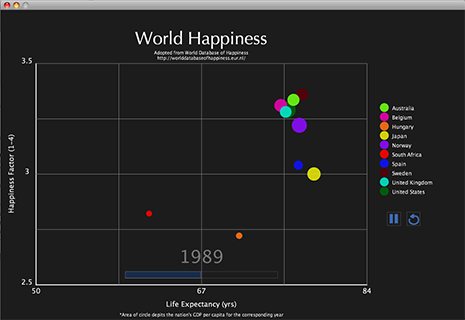 World Happiness
Adopted from World Database of Happiness
http://worlddatabaseofhappiness.eur.nl/
3.5
3
2.5
Happiness Factor (1-4)
Australia
Belgium
Hungary
Japan
Norway
South Africa
Spain
Sweden
United Kingdom
United States
1989
50
67
84
Life Expectancy (yrs)
*Area of circle depits the nation's GDP per capita for the corresponding year